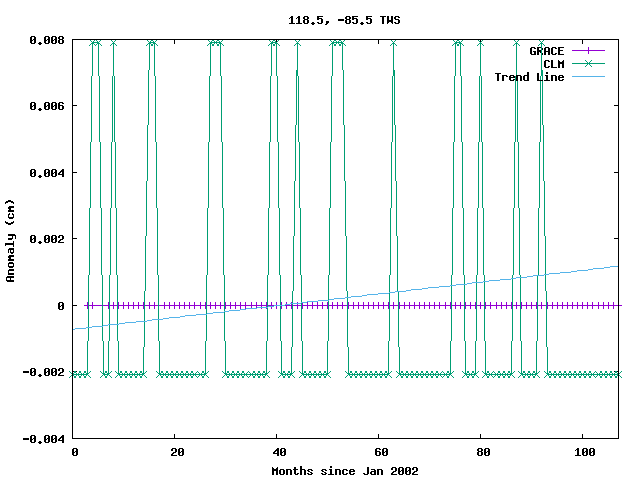 118.5, -85.5 TWS
GRACE
CLM
Trend Line
0.008
0.006
0.004
0.002
0
-0.002
-0.004
Anomaly (cm)
0 20 40 60 80 100
Months since Jan 2002